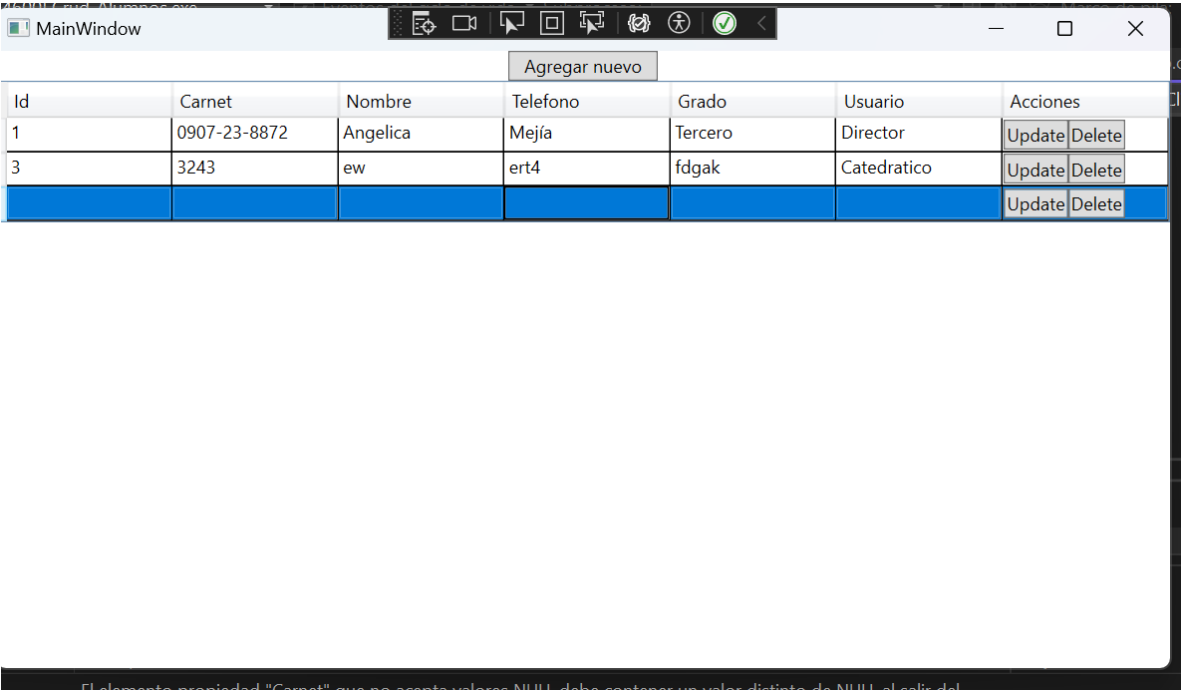 MainWindow
Agregar nuevo
Id Carnet Nombre Telefono Grado Usuario Acciones
1 0907-23-8872 Angelica Mejía Tercero Director Update Delete
3 3243 ew ert4 fdgak Catedratico Update Delete
Update Delete
El elemento propiedad "Carnet" que no acepta valores NULL debe contener un valor distinto de NULL al salir del